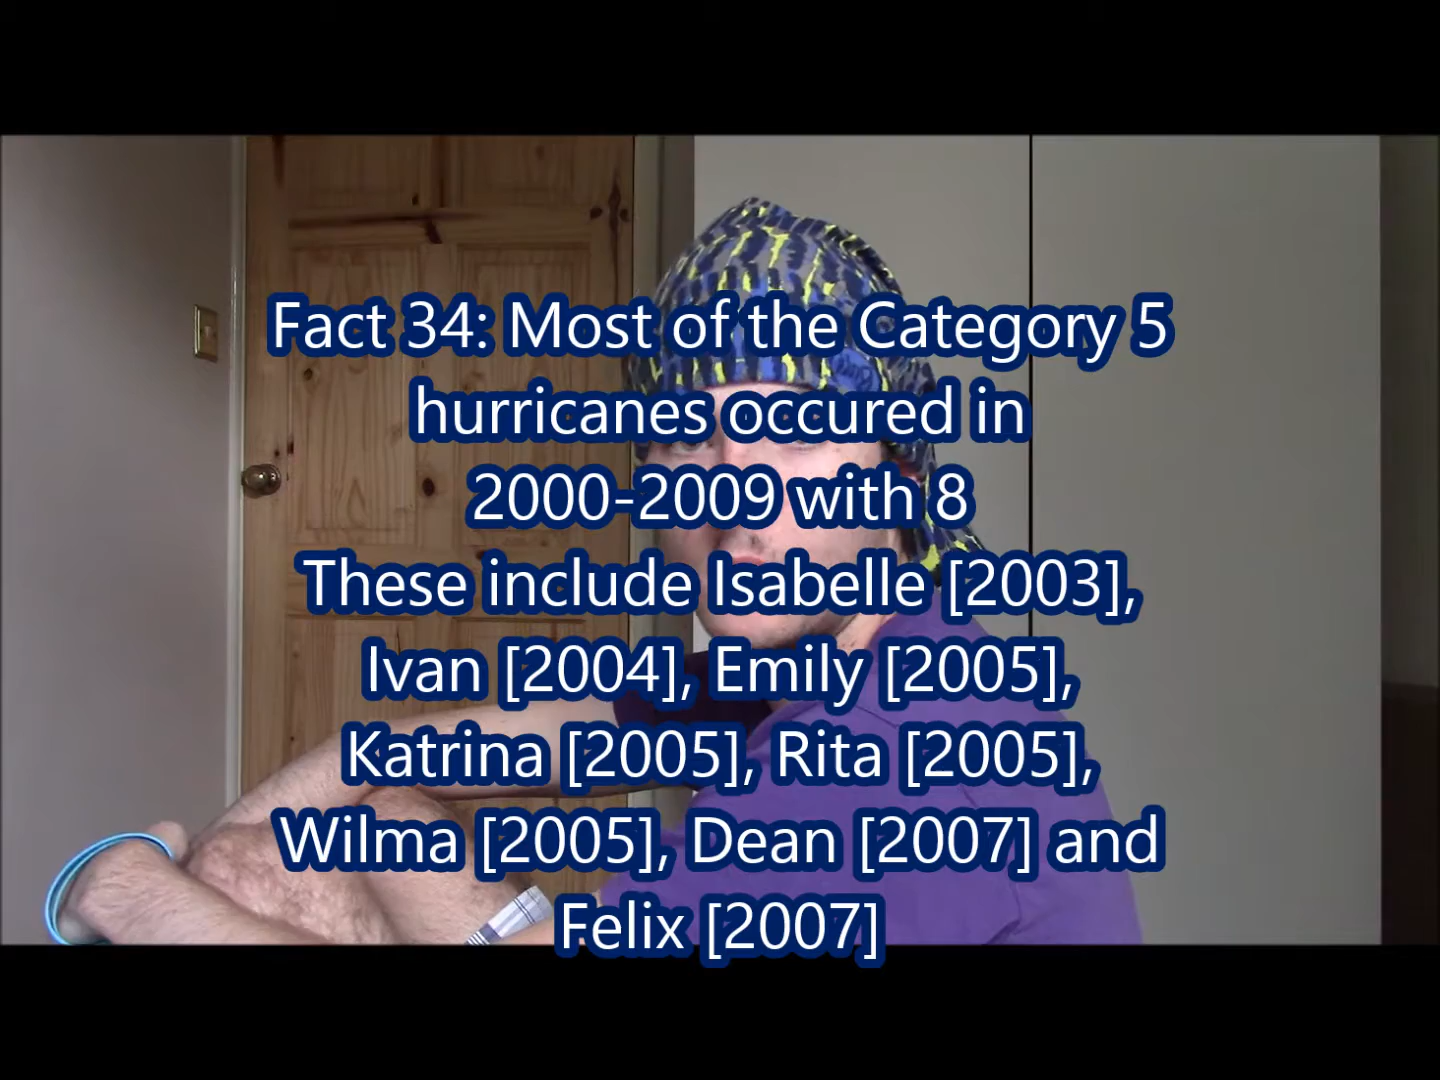 Fact 34: Most of the Category 5
hurricanes occured in
2000-2009 with 8
These include Isabelle [2003],
Ivan [2004], Emily [2005],
Katrina [2005], Rita [2005],
Wilma [2005], Dean [2007] and
Felix [2007]